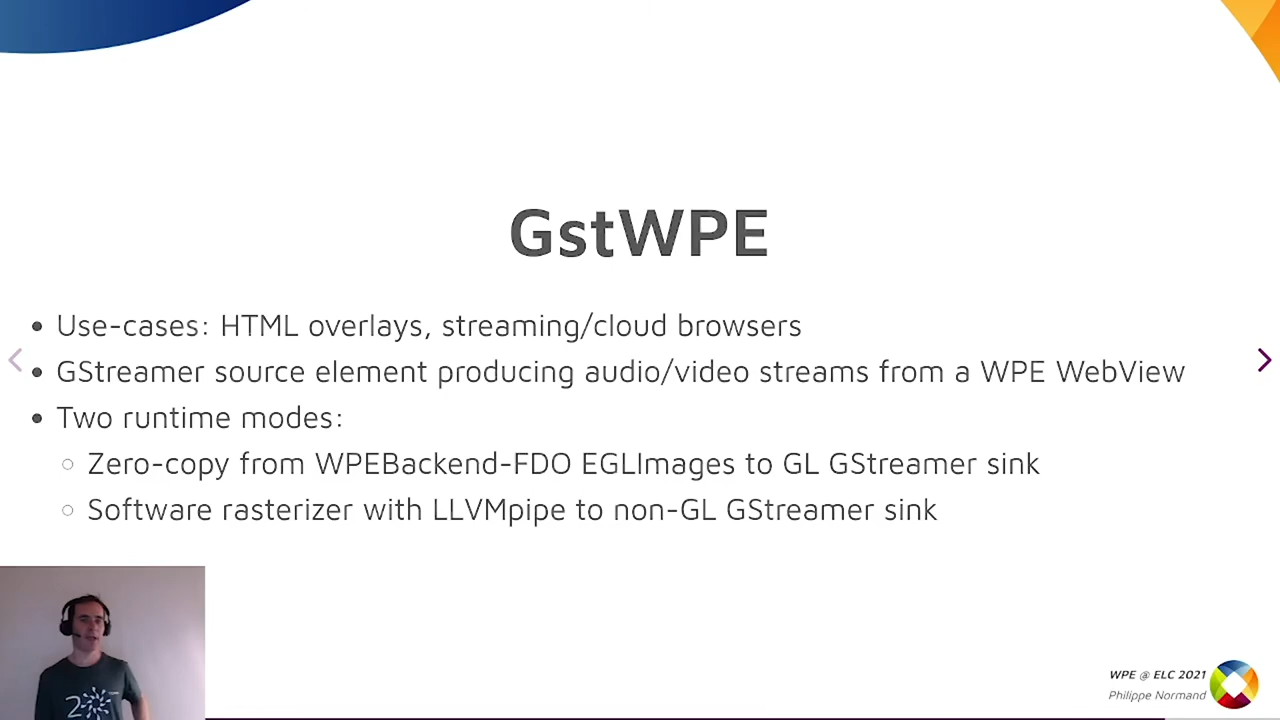 GstWPE
Use-cases: HTML overlays, streaming/cloud browsers
GStreamer source element producing audio/video streams from a WPE WebView
Two runtime modes:
Zero-copy from WPEBackend-FDO EGLImages to GL GStreamer sink
Software rasterizer with LLVMpipe to non-GL GStreamer sink
20
WPE @ ELC 2021
Philippe Normand